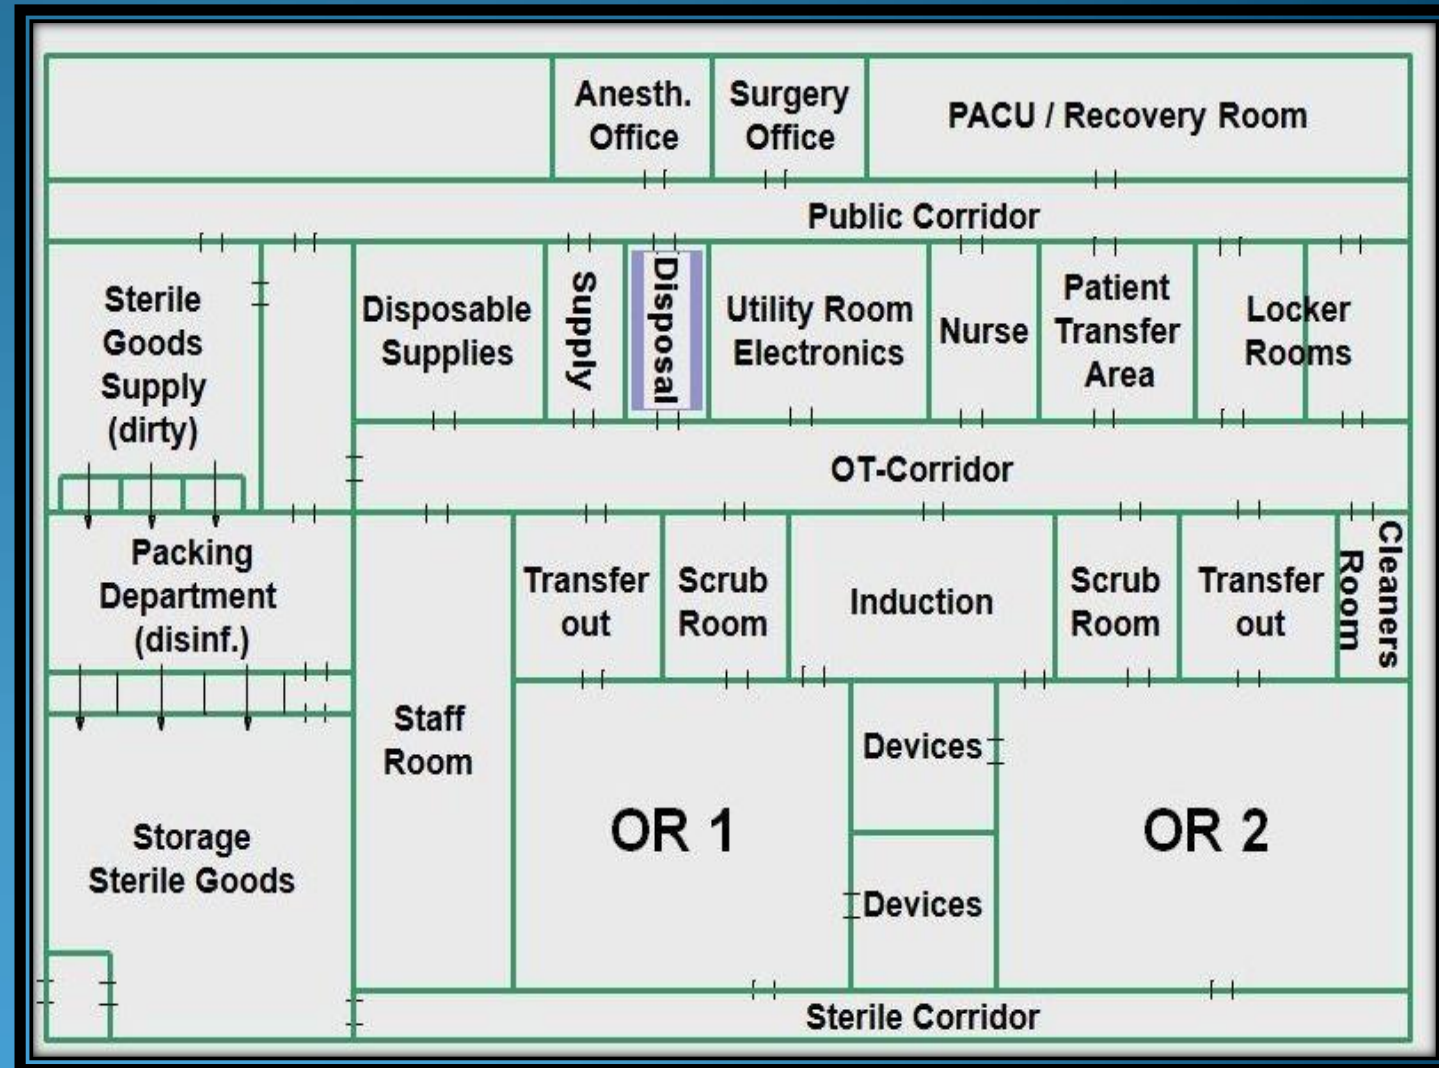 Anesth.
Office
Surgery
Office
PACU / Recovery Room
Public Corridor
Sterile
Goods
Supply
(dirty)
Disposable
Supplies
Supply
Disposal
Utility Room
Electronics
Nurse
Patient
Transfer
Area
Locker
Rooms
OT-Corridor
Packing
Department
(disinf.)
Staff
Room
Transfer
out
Scrub
Room
Induction
Scrub
Room
Transfer
out
Cleaners
Room
Devices
OR 1
OR 2
Storage
Sterile Goods
Devices
Sterile Corridor